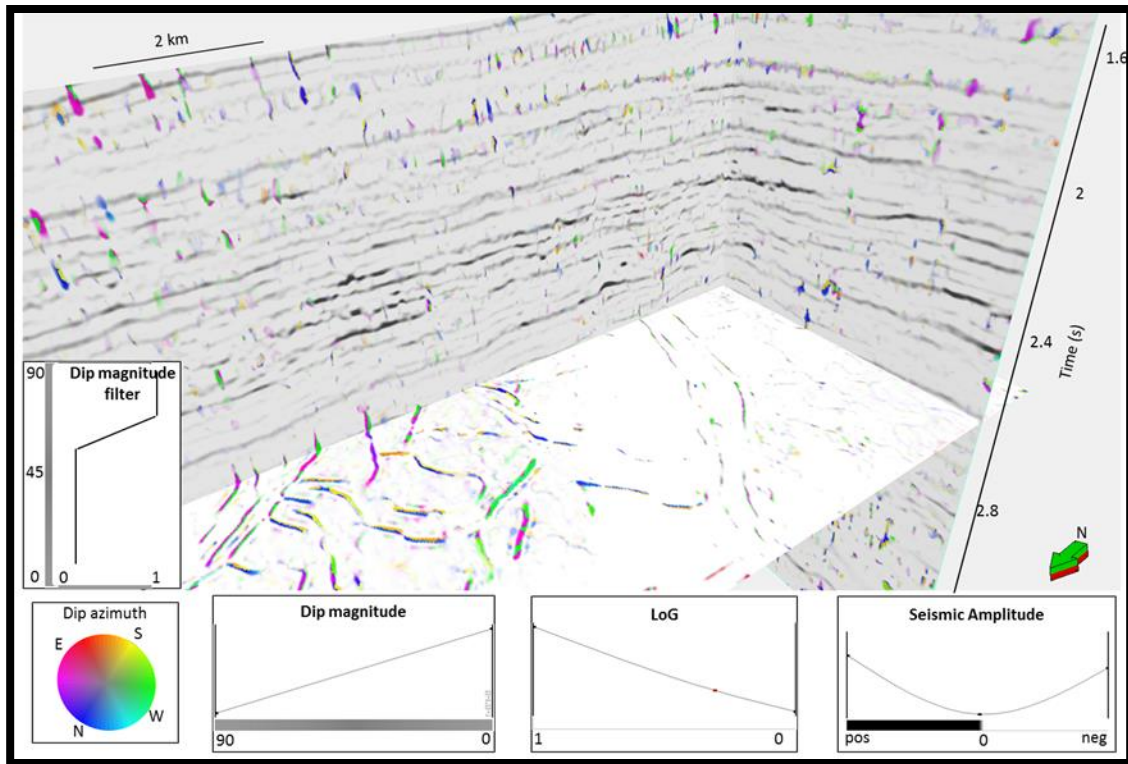 2 km
1.6
2
2.4
Time (s)
2.8
N
90
Dip magnitude
filter
45
0
0
1
Dip azimuth
E
S
N
W
Dip magnitude
90
0
LoG
1
0
Seismic Amplitude
pos
0
neg